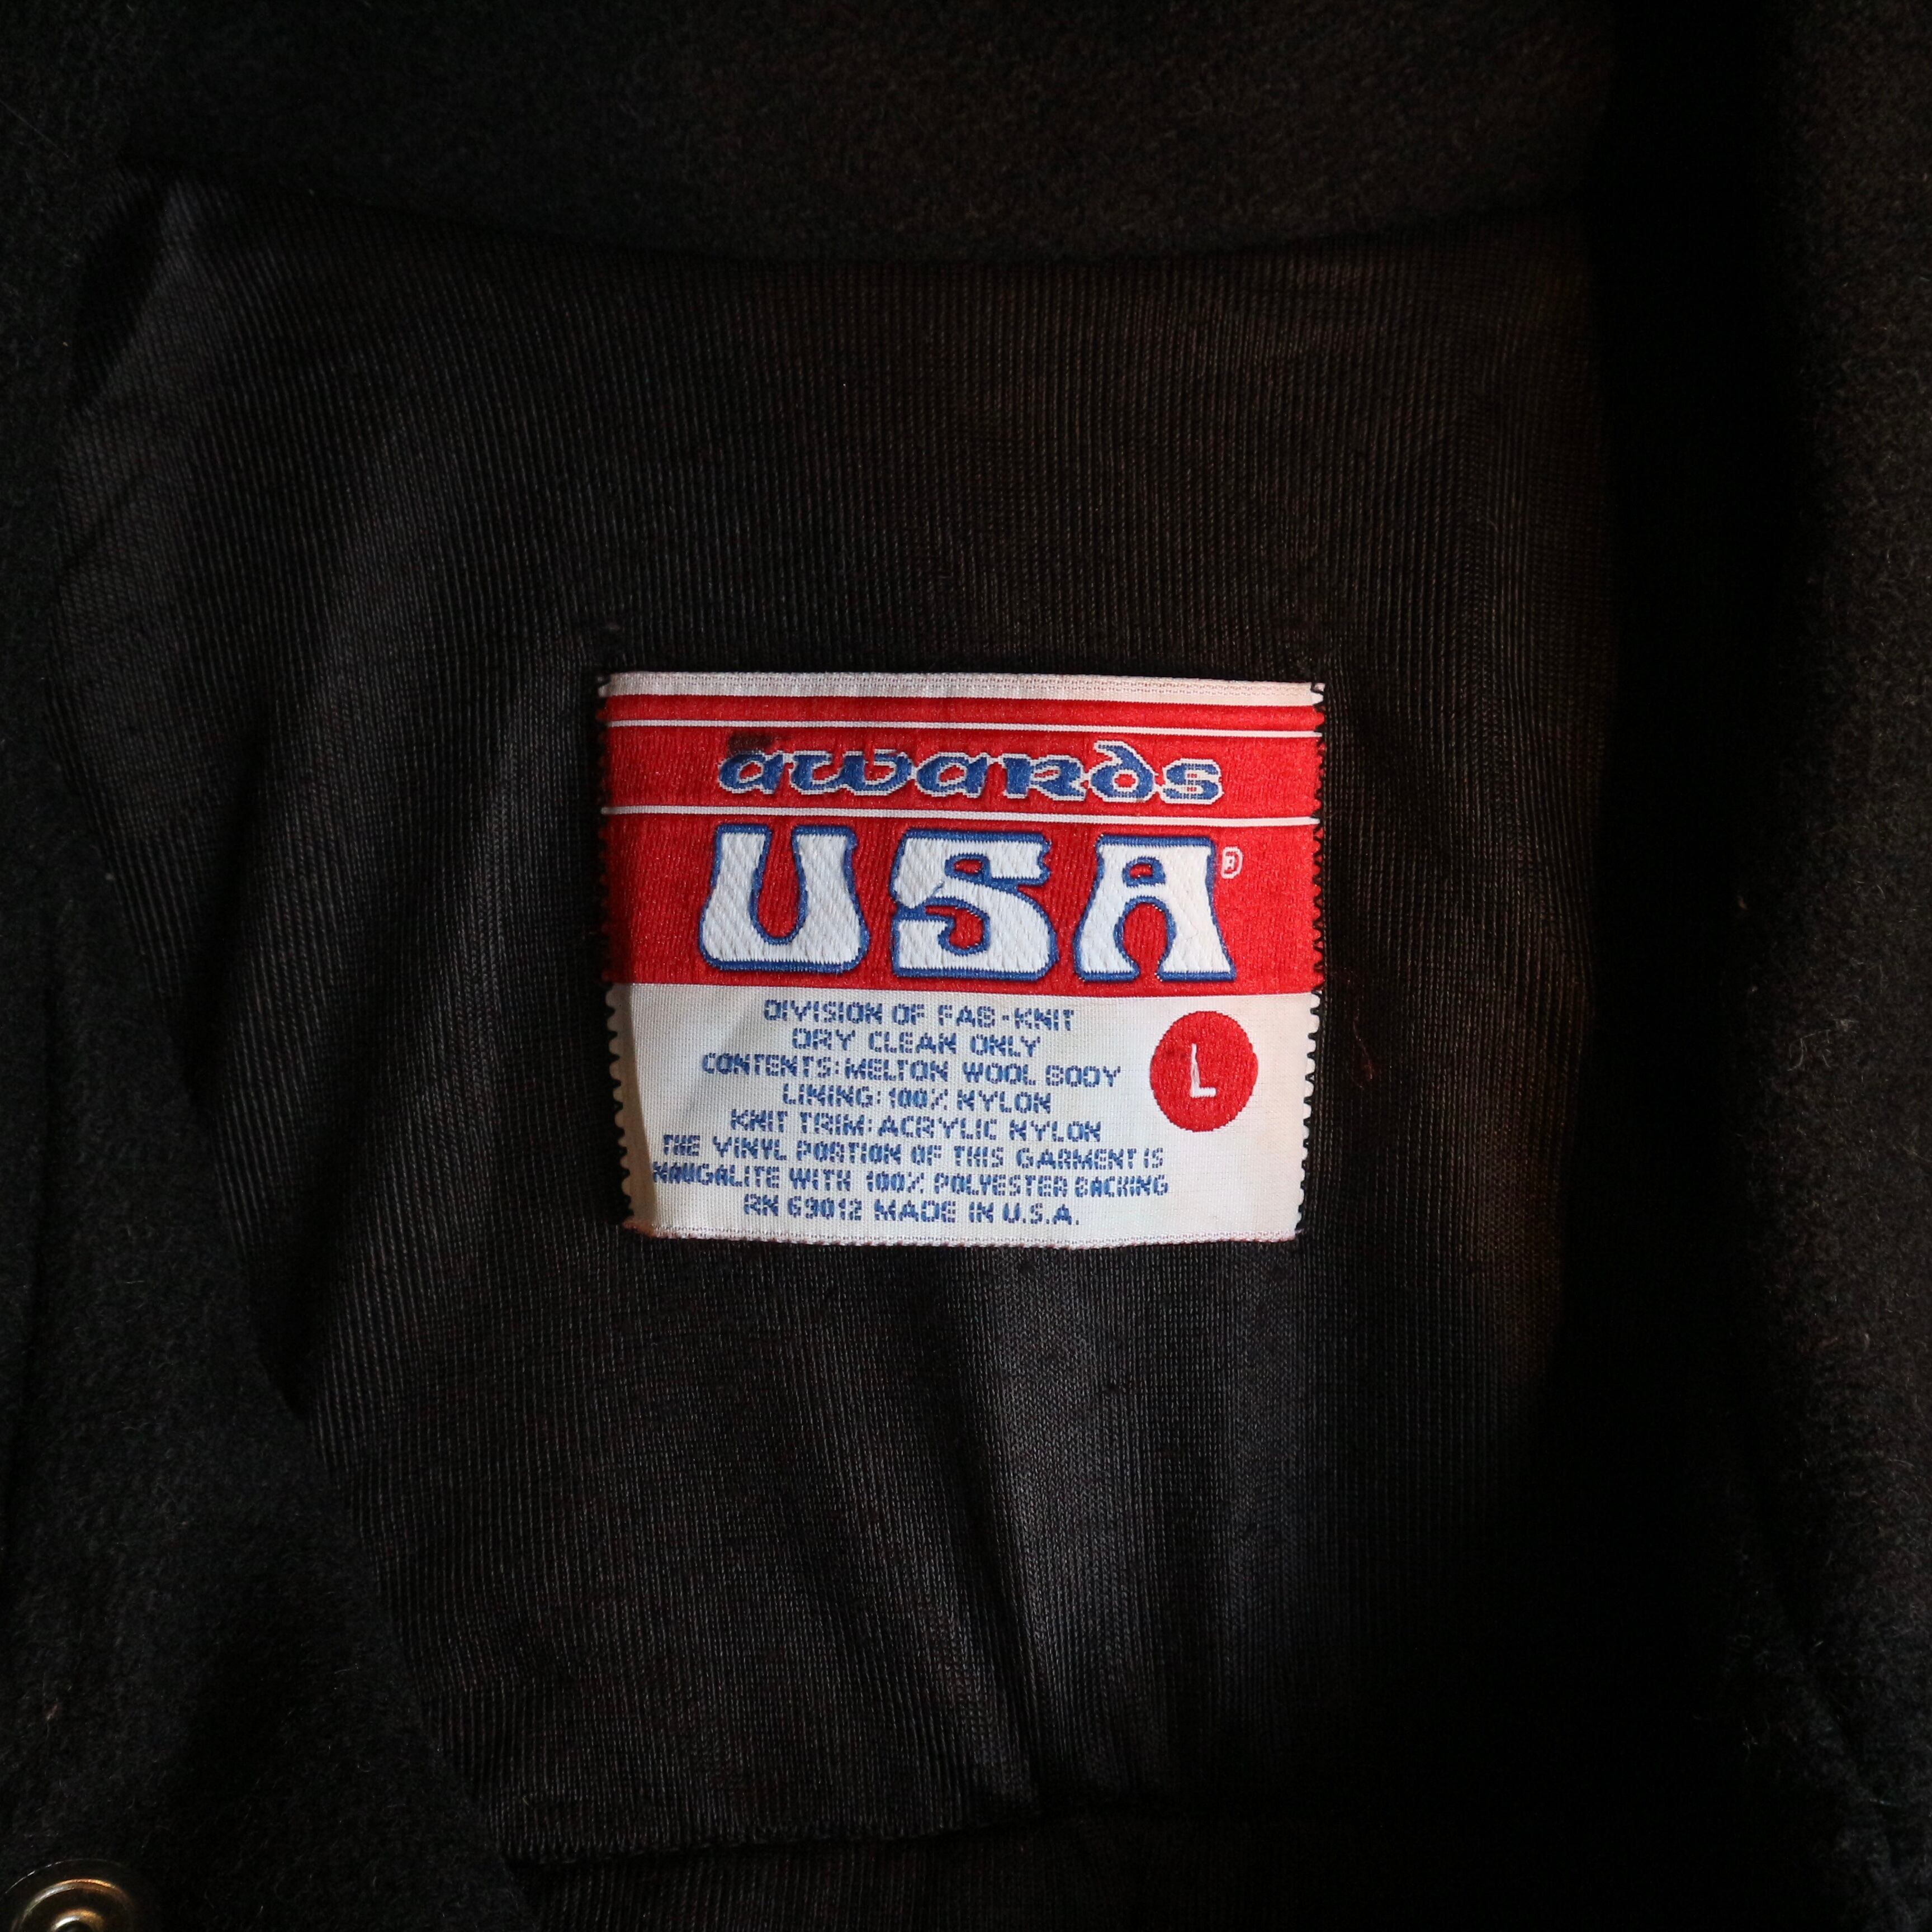 awards
USA®
DIVISION OF FAB-KNIT
DRY CLEAN ONLY
CONTENTS: MELTON WOOL BODY
LINING: 100% NYLON
KNIT TRIM: ACRYLIC NYLON
THE VINYL PORTION OF THIS GARMENT IS
NAUGALITE WITH 100% POLYESTER BACKING
RN 69012 MADE IN U.S.A.
L